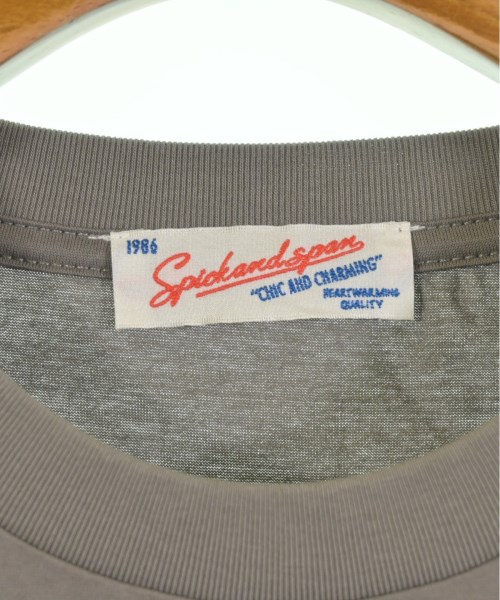 1986
Spick and span
"CHIC AND CHARMING"
HEARTWARMING
QUALITY